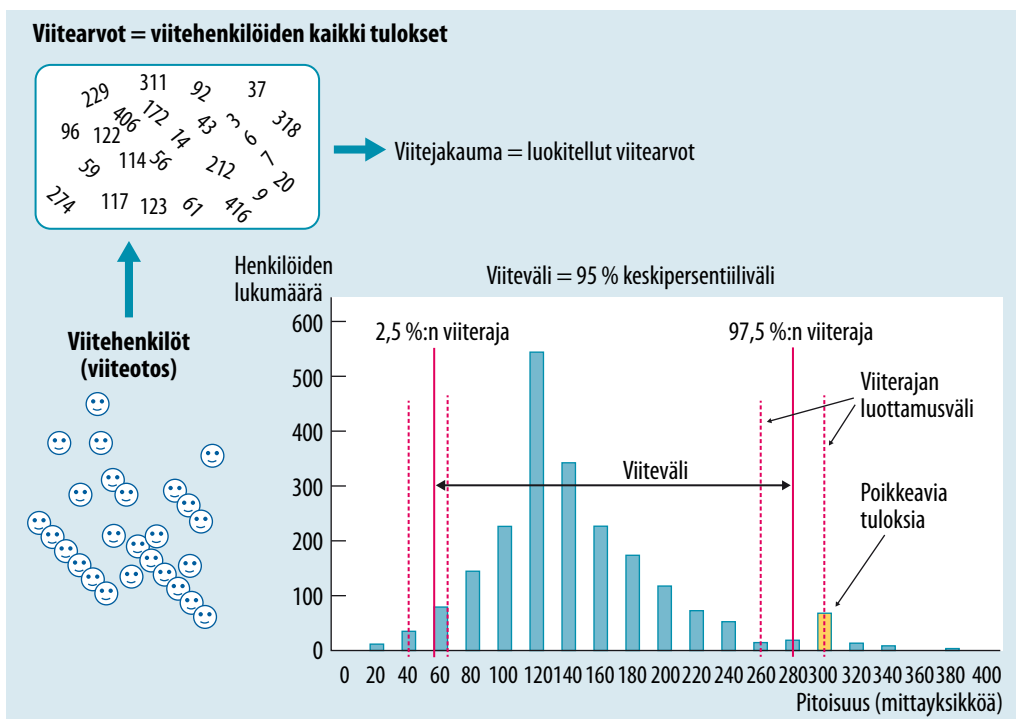 Viitearvot = viitehenkilöiden kaikki tulokset
229 311 92 37
406 172 43 3 318
96 122 14 6
59 114 56 212 7 20
274 117 123 61 416 9
Viitejakauma = luokitellut viitearvot
Viitehenkilöt
(viiteotos)
Henkilöiden
lukumäärä
Viiteväli = 95 % keskipersentiiliväli
600
500
400
300
200
100
0
2,5 %:n viiteraja
97,5 %:n viiteraja
Viiterajan
luottamusväli
Viiteväli
Poikkeavia
tuloksia
0 20 40 60 80 100 120 140 160 180 200 220 240 260 280 300 320 340 360 380 400
Pitoisuus (mittayksikköä)